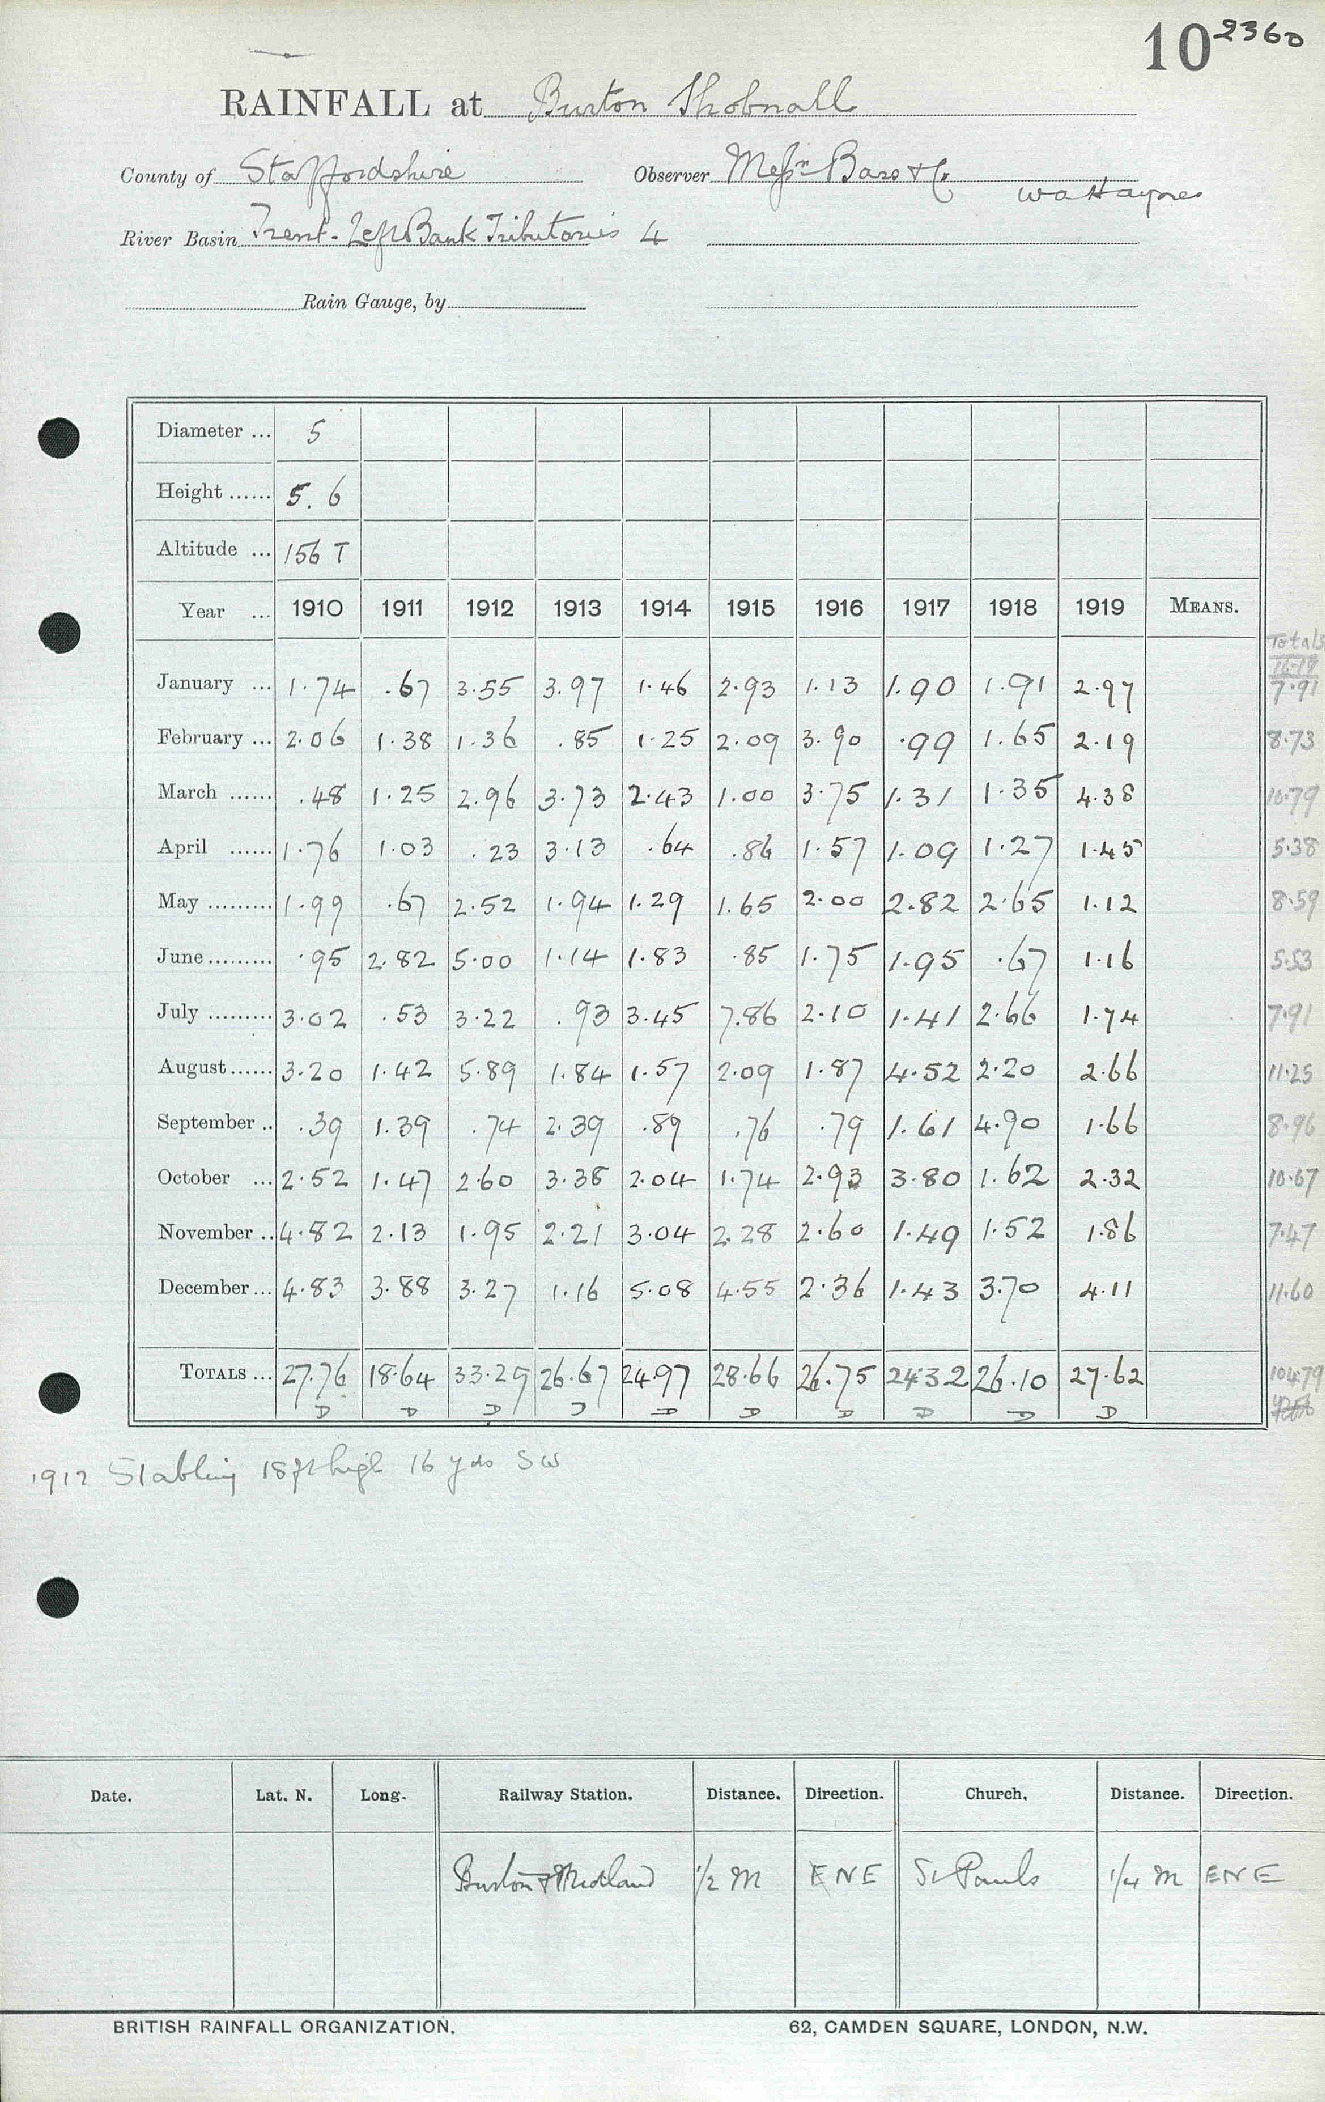 10 2360
RAINFALL at Burton Shobnall
County of Staffordshire Observer Messrs Bass & Co W A Haynes
River Basin Trent - Left Bank Tributaries 4
Rain Gauge, by
Diameter ... 5
Height ...... 5. 6
Altitude ... 156 T
Year ... 1910 1911 1912 1913 1914 1915 1916 1917 1918 1919 MEANS. Totals
16-19
January ... 1.74 .67 3.55 3.97 1.46 2.93 1.13 1.90 1.91 2.97 7.91
February ... 2.06 1.38 1.36 .85 1.25 2.09 3.90 .99 1.65 2.19 8.73
March ...... .48 1.25 2.96 3.73 2.43 1.00 3.75 1.31 1.35 4.38 10.79
April ...... 1.76 1.03 .23 3.13 .64 .86 1.57 1.09 1.27 1.45 5.38
May ......... 1.99 .67 2.52 1.94 1.29 1.65 2.00 2.82 2.65 1.12 8.59
June ......... .95 2.82 5.00 1.14 1.83 .85 1.75 1.95 .67 1.16 5.53
July ......... 3.02 .53 3.22 .93 3.45 7.86 2.10 1.41 2.66 1.74 7.91
August ...... 3.20 1.42 5.89 1.84 1.57 2.09 1.87 4.52 2.20 2.66 11.25
September .. .39 1.39 .74 2.39 .89 .76 .79 1.61 4.90 1.66 8.96
October ... 2.52 1.47 2.60 3.38 2.04 1.74 2.93 3.80 1.62 2.32 10.67
November .. 4.82 2.13 1.95 2.21 3.04 2.28 2.60 1.49 1.52 1.86 7.47
December ... 4.83 3.88 3.27 1.16 5.08 4.55 2.36 1.43 3.70 4.11 11.60
TOTALS ... 27.76 18.64 33.29 26.67 24.97 28.66 26.75 24.32 26.10 27.62 104.79
D D D D D D D D D D
1912 Stabling 18 ft high 16 yds SW
Date. Lat. N. Long. Railway Station. Distance. Direction. Church. Distance. Direction.
Burton Midland 1/2 M ENE St Pauls 1/4 M ENE
BRITISH RAINFALL ORGANIZATION. 62, CAMDEN SQUARE, LONDON, N.W.